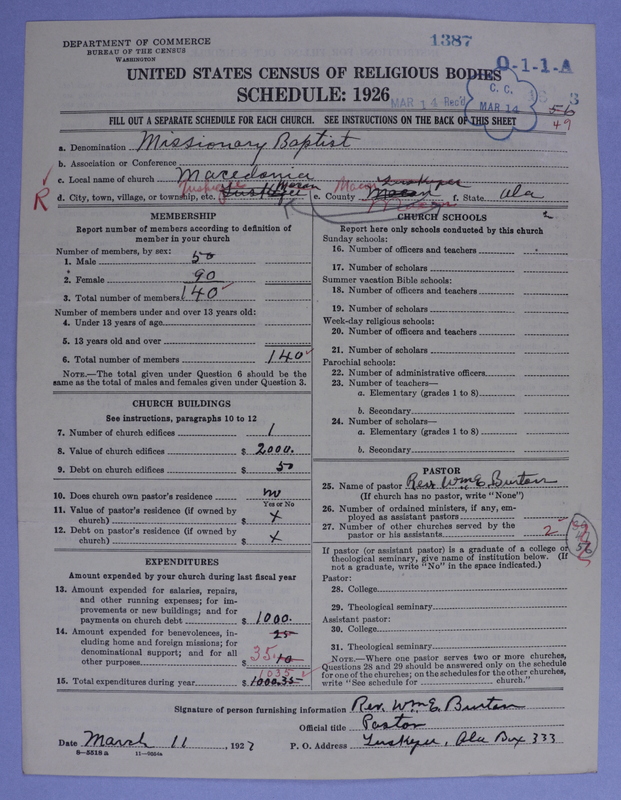 DEPARTMENT OF COMMERCE
BUREAU OF THE CENSUS
WASHINGTON
1387
0-1-1-A
UNITED STATES CENSUS OF RELIGIOUS BODIES
SCHEDULE: 1926
MAR 14 Rec'd
C. C.
MAR 14
56
49
FILL OUT A SEPARATE SCHEDULE FOR EACH CHURCH. SEE INSTRUCTIONS ON THE BACK OF THIS SHEET
a. Denomination Missionary Baptist
b. Association or Conference
c. Local name of church Macedonia
R
d. City, town, village, or township, etc. Tuskegee Macon e. County Macon Macon Tuskegee Macon f. State Ala
MEMBERSHIP
Report number of members according to definition of
member in your church
Number of members, by sex:
1. Male 50
2. Female 90
3. Total number of members 140
Number of members under and over 13 years old:
4. Under 13 years of age
5. 13 years old and over
6. Total number of members 140
NOTE.—The total given under Question 6 should be the
same as the total of males and females given under Question 3.
CHURCH BUILDINGS
See instructions, paragraphs 10 to 12
7. Number of church edifices 1
8. Value of church edifices $ 2000.
9. Debt on church edifices $ 50
10. Does church own pastor's residence no
Yes or No
11. Value of pastor's residence (if owned by
church) $ x
12. Debt on pastor's residence (if owned by
church) $ x
EXPENDITURES
Amount expended by your church during last fiscal year
13. Amount expended for salaries, repairs,
and other running expenses; for im-
provements or new buildings; and for
payments on church debt $ 1000.
14. Amount expended for benevolences, in-
cluding home and foreign missions; for
denominational support; and for all
other purposes $ 25 35. 10
1035
15. Total expenditures during year $ 1000.35
CHURCH SCHOOLS
Report here only schools conducted by this church
Sunday schools:
16. Number of officers and teachers
17. Number of scholars
Summer vacation Bible schools:
18. Number of officers and teachers
19. Number of scholars
Week-day religious schools:
20. Number of officers and teachers
21. Number of scholars
Parochial schools:
22. Number of administrative officers
23. Number of teachers—
a. Elementary (grades 1 to 8)
b. Secondary
24. Number of scholars—
a. Elementary (grades 1 to 8)
b. Secondary
PASTOR
25. Name of pastor Rev. Wm E. Burton
(If church has no pastor, write "None")
26. Number of ordained ministers, if any, em-
ployed as assistant pastors
27. Number of other churches served by the
pastor or his assistants 2
If pastor (or assistant pastor) is a graduate of a college or
theological seminary, give name of institution below. (If
not a graduate, write "No" in the space indicated.)
Pastor:
28. College
29. Theological seminary
Assistant pastor:
30. College
31. Theological seminary
NOTE.—Where one pastor serves two or more churches,
Questions 28 and 29 should be answered only on the schedule
for one of the churches; on the schedules for the other churches,
write "See schedule for church."
Signature of person furnishing information Rev. Wm E. Burton
Official title Pastor
Date March 11, 1927 P. O. Address Tuskegee, Ala Box 333
8—5518 a